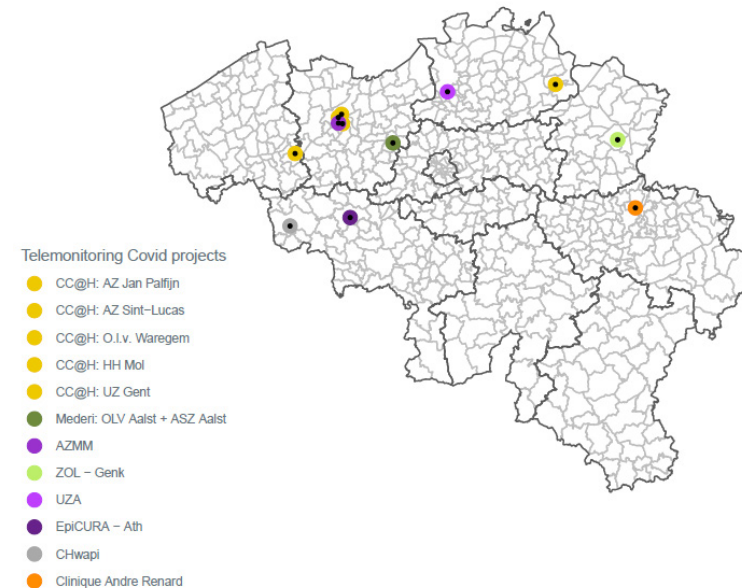 Telemonitoring Covid projects
CC@H: AZ Jan Palfijn
CC@H: AZ Sint-Lucas
CC@H: O.l.v. Waregem
CC@H: HH Mol
CC@H: UZ Gent
Mederi: OLV Aalst + ASZ Aalst
AZMM
ZOL - Genk
UZA
EpiCURA - Ath
CHwapi
Clinique Andre Renard